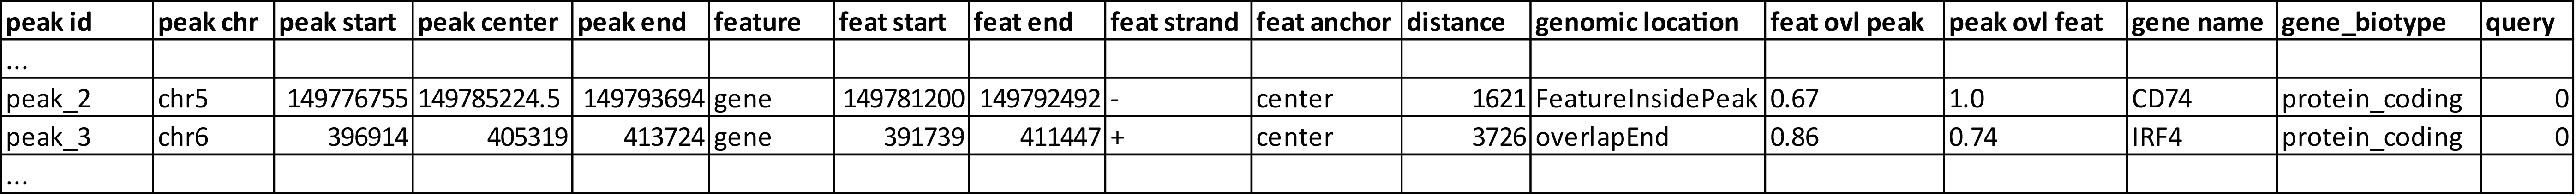 peak id peak chr peak start peak center peak end feature feat start feat end feat strand feat anchor distance genomic location feat ovl peak peak ovl feat gene name gene_biotype query
...
peak_2 chr5 149776755 149785224.5 149793694 gene 149781200 149792492 - center 1621 FeatureInsidePeak 0.67 1.0 CD74 protein_coding 0
peak_3 chr6 396914 405319 413724 gene 391739 411447 + center 3726 overlapEnd 0.86 0.74 IRF4 protein_coding 0
...